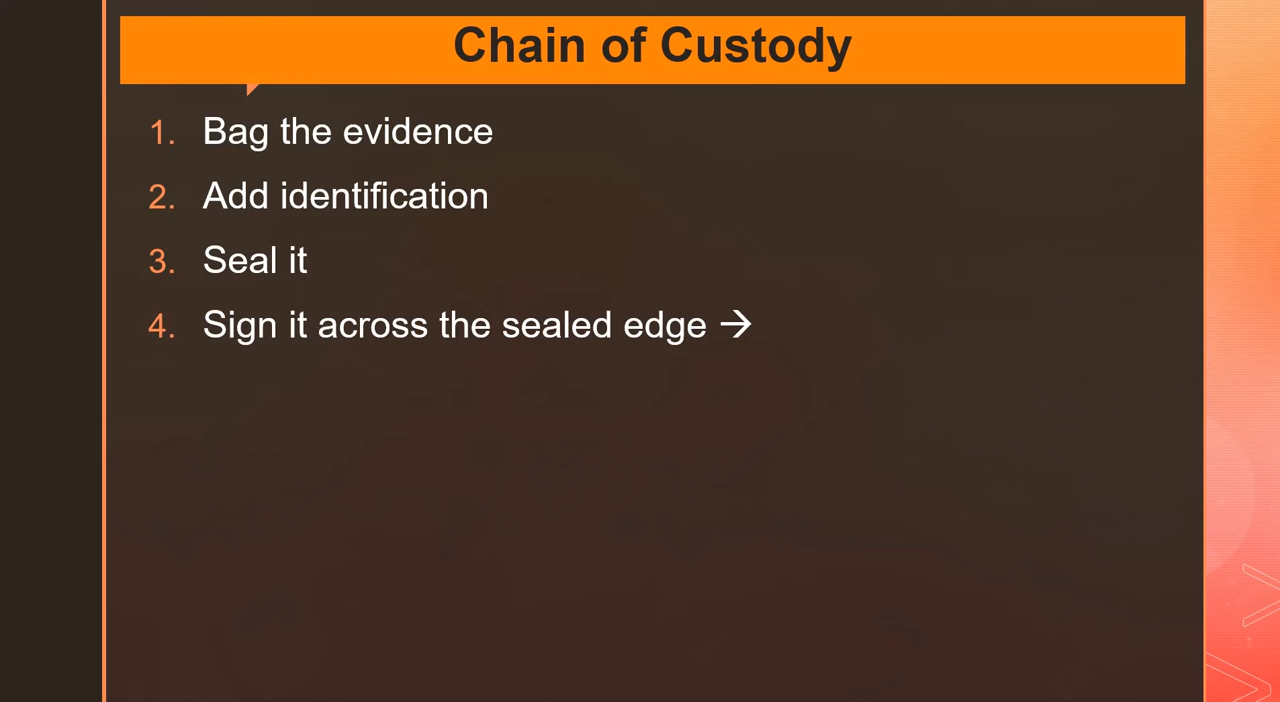 Chain of Custody
1. Bag the evidence
2. Add identification
3. Seal it
4. Sign it across the sealed edge →